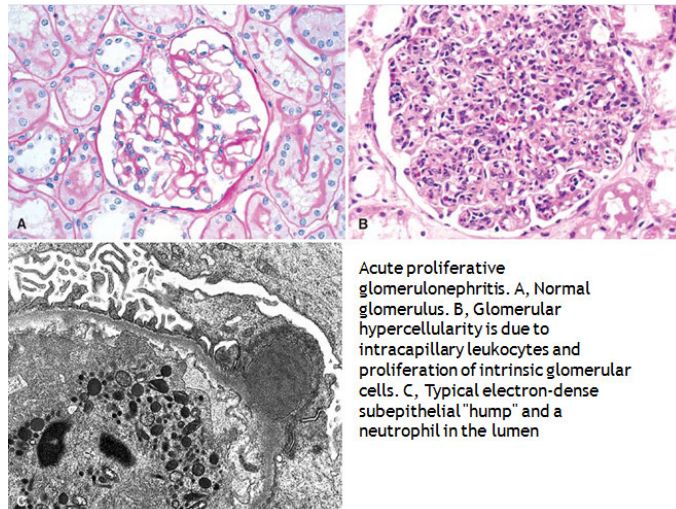 A
B
C
Acute proliferative
glomerulonephritis. A, Normal
glomerulus. B, Glomerular
hypercellularity is due to
intracapillary leukocytes and
proliferation of intrinsic glomerular
cells. C, Typical electron-dense
subepithelial "hump" and a
neutrophil in the lumen